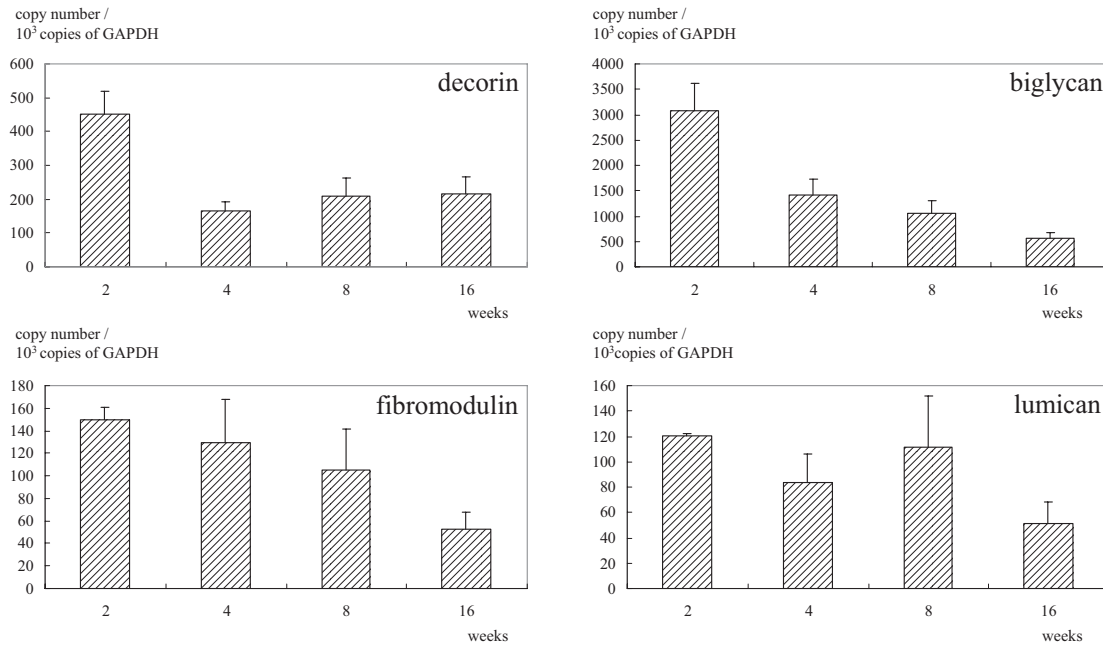 copy number /
10³ copies of GAPDH
decorin
600
500
400
300
200
100
0
2 4 8 16
weeks
copy number /
10³ copies of GAPDH
biglycan
4000
3500
3000
2500
2000
1500
1000
500
0
2 4 8 16
weeks
copy number /
10³ copies of GAPDH
fibromodulin
180
160
140
120
100
80
60
40
20
0
2 4 8 16
weeks
copy number /
10³copies of GAPDH
lumican
160
140
120
100
80
60
40
20
0
2 4 8 16
weeks